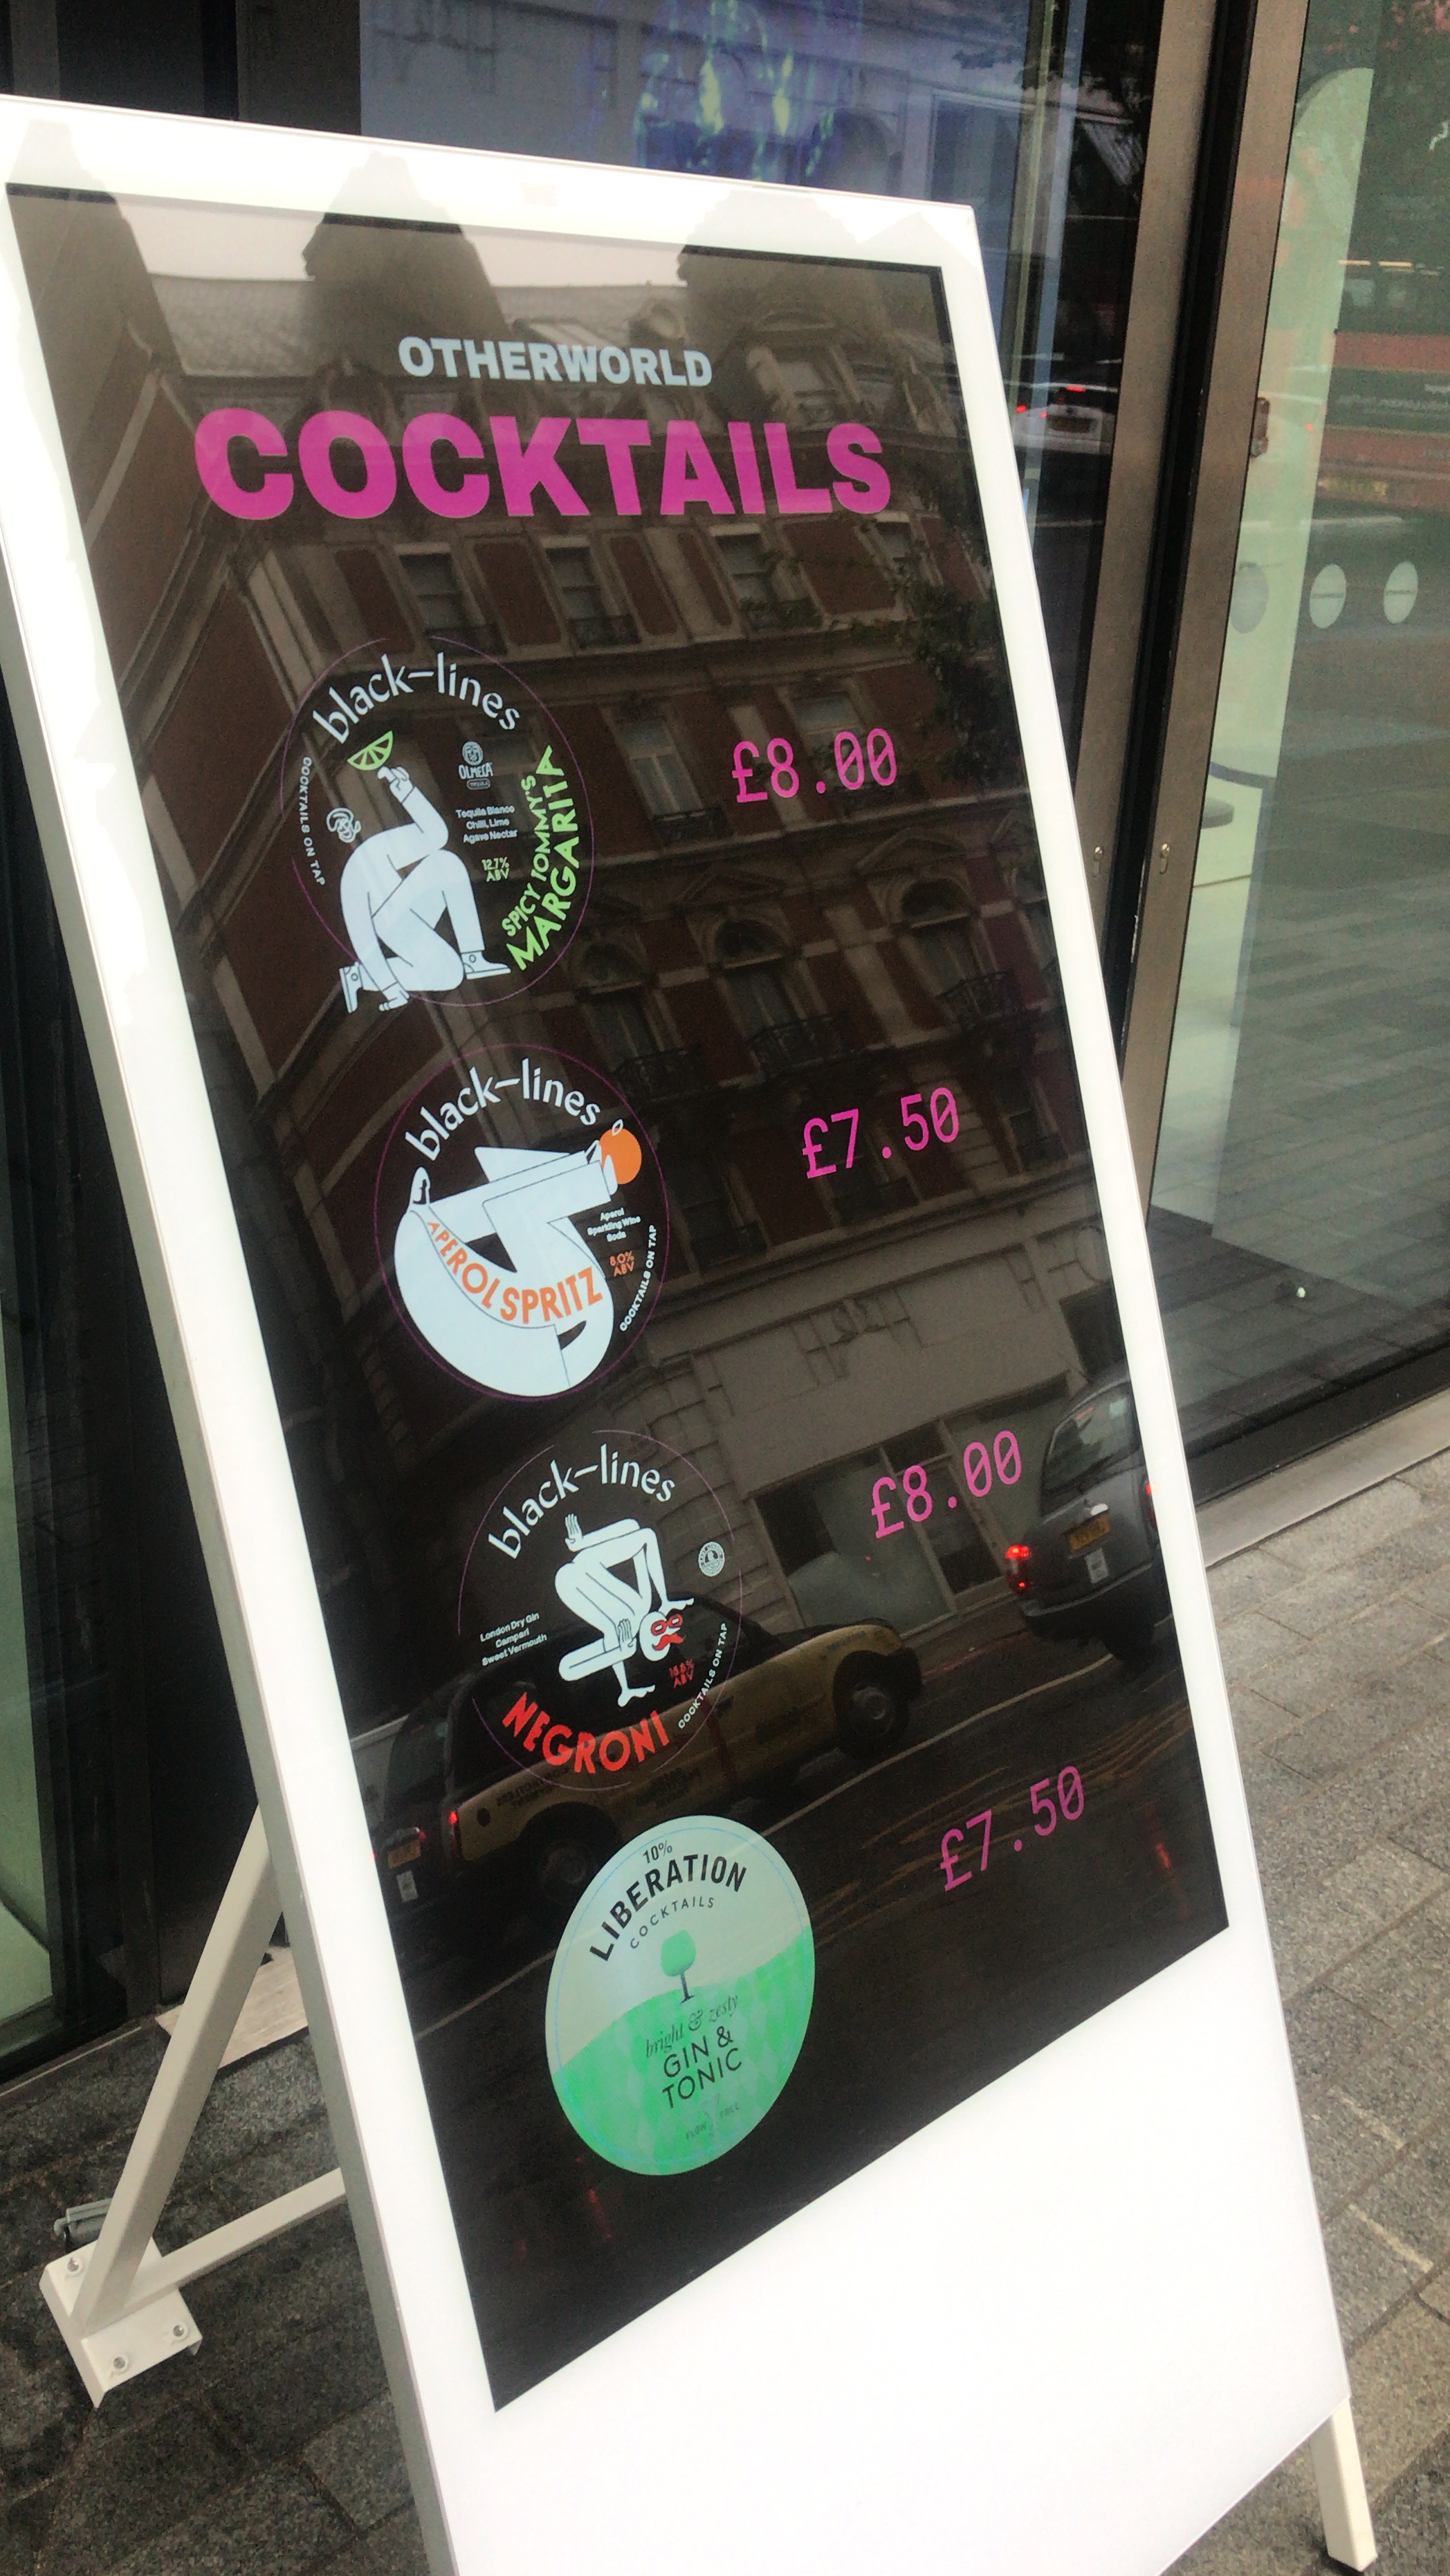 OTHERWORLD
COCKTAILS
black-lines
COCKTAILS ON TAP
OLMECA
Tequila Blanco
Chilli, Lime
Agave Nectar
12.7%
ABV
SPICY TOMMY'S
MARGARITA
£8.00
black-lines
APEROL SPRITZ
Aperol
Sparkling Wine
Soda
8.0%
ABV
COCKTAILS ON TAP
£7.50
black-lines
London Dry Gin
Campari
Sweet Vermouth
ABV
COCKTAILS ON TAP
NEGRONI
£8.00
10%
LIBERATION
COCKTAILS
bright & zesty
GIN &
TONIC
£7.50